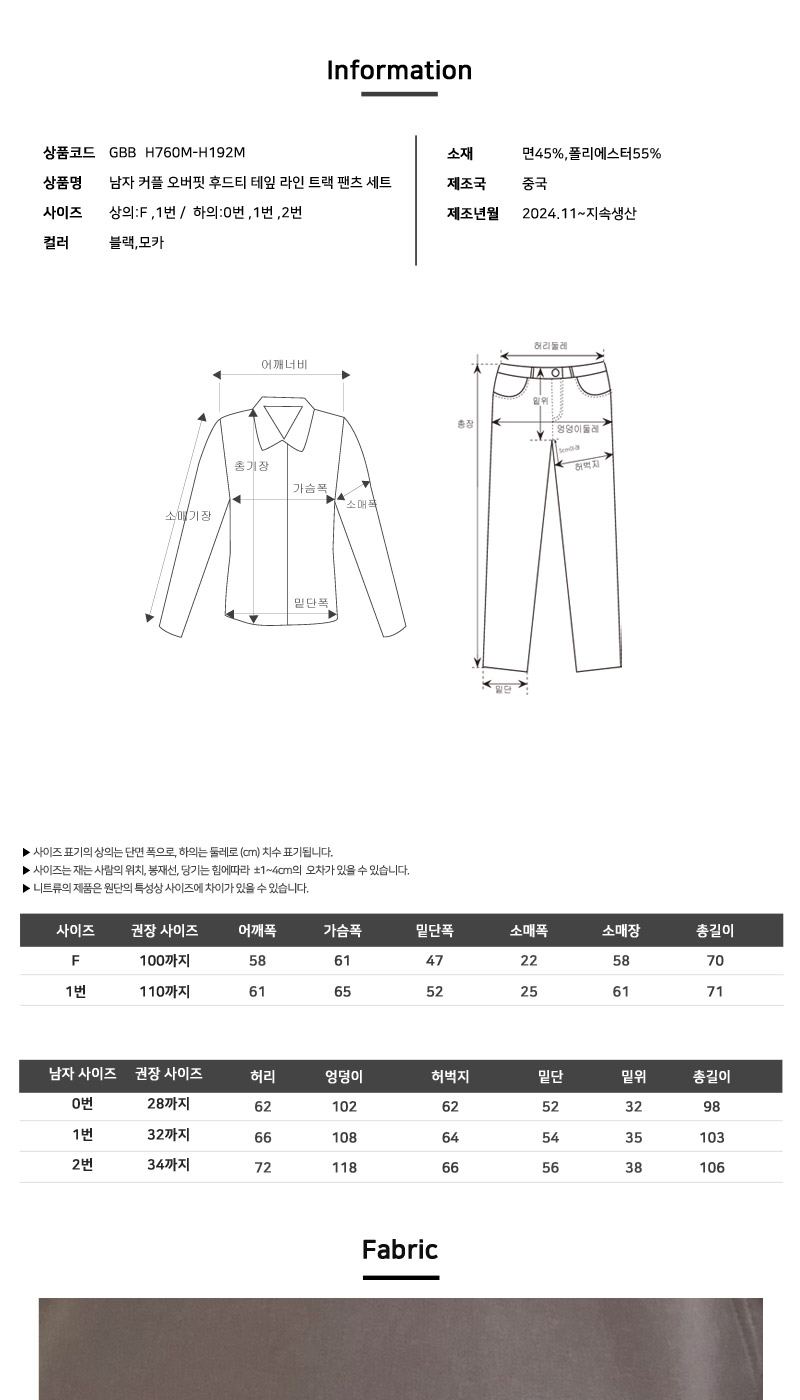 Information
상품코드 GBB H760M-H192M
상품명 남자 커플 오버핏 후드티 테잎 라인 트랙 팬츠 세트
사이즈 상의:F ,1번 / 하의:0번 ,1번 ,2번
컬러 블랙,모카
소재 면45%,폴리에스터55%
제조국 중국
제조년월 2024.11~지속생산
어깨너비
총기장
가슴폭
소매폭
소매기장
밑단폭
허리둘레
밑위
총장
엉덩이둘레
5cm아래
허벅지
밑단
▶ 사이즈 표기의 상의는 단면 폭으로, 하의는 둘레로 (cm) 치수 표기됩니다.
▶ 사이즈는 재는 사람의 위치, 봉재선, 당기는 힘에따라 ±1~4cm의 오차가 있을 수 있습니다.
▶ 니트류의 제품은 원단의 특성상 사이즈에 차이가 있을 수 있습니다.
사이즈 권장 사이즈 어깨폭 가슴폭 밑단폭 소매폭 소매장 총길이
F 100까지 58 61 47 22 58 70
1번 110까지 61 65 52 25 61 71
남자 사이즈 권장 사이즈 허리 엉덩이 허벅지 밑단 밑위 총길이
0번 28까지 62 102 62 52 32 98
1번 32까지 66 108 64 54 35 103
2번 34까지 72 118 66 56 38 106
Fabric